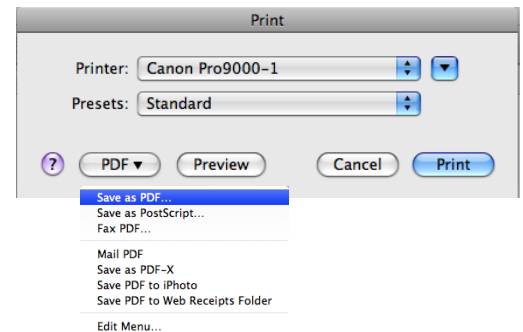 Print
Printer: Canon Pro9000-1
Presets: Standard
? PDF▼ Preview Cancel Print
Save as PDF...
Save as PostScript...
Fax PDF...
Mail PDF
Save as PDF-X
Save PDF to iPhoto
Save PDF to Web Receipts Folder
Edit Menu...